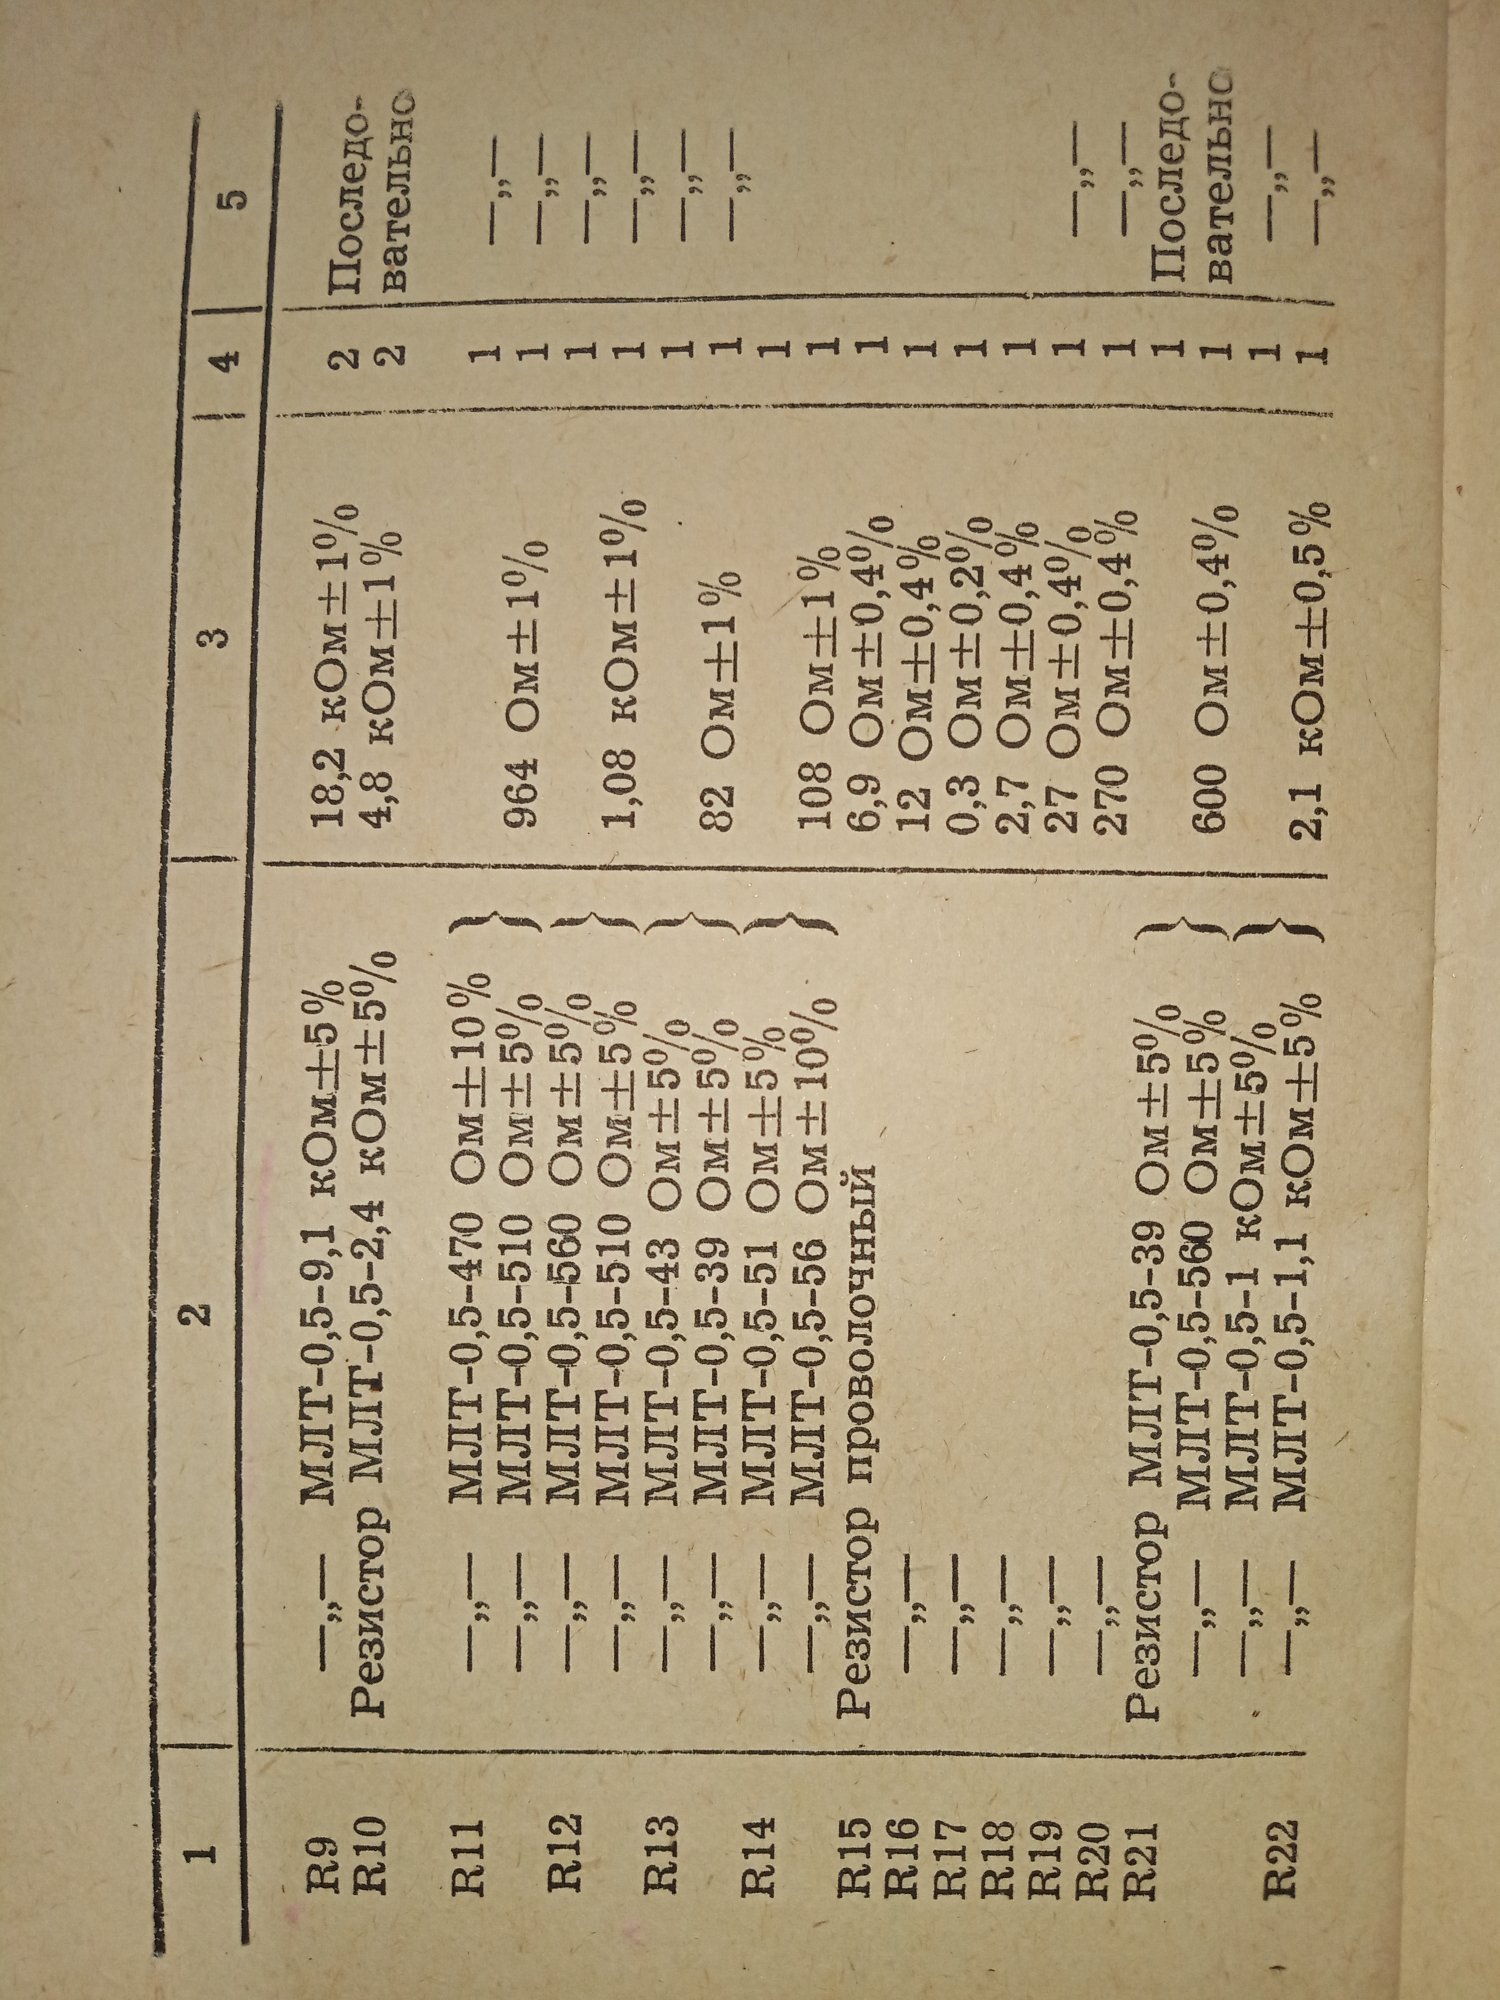 1 2 3 4 5
R9 —„— МЛТ-0,5-9,1 кОм±5% 18,2 кОм±1% 2 Последо-
R10 Резистор МЛТ-0,5-2,4 кОм±5% 4,8 кОм±1% 2 вательно
R11 —„— МЛТ-0,5-470 Ом±10% 1 —„—
—„— МЛТ-0,5-510 Ом±5% 964 Ом±1% 1 —„—
R12 —„— МЛТ-0,5-560 Ом±5% 1 —„—
—„— МЛТ-0,5-510 Ом±5% 1,08 кОм±1% 1 —„—
R13 —„— МЛТ-0,5-43 Ом±5% 1 —„—
—„— МЛТ-0,5-39 Ом±5% 82 Ом±1% 1 —„—
R14 —„— МЛТ-0,5-51 Ом±5% 1
—„— МЛТ-0,5-56 Ом±10% 108 Ом±1% 1
R15 Резистор проволочный 6,9 Ом±0,4% 1
R16 —„— 12 Ом±0,4% 1
R17 —„— 0,3 Ом±0,2% 1
R18 —„— 2,7 Ом±0,4% 1
R19 —„— 27 Ом±0,4% 1 —„—
R20 —„— 270 Ом±0,4% 1 —„—
R21 Резистор МЛТ-0,5-39 Ом±5% 1 Последо-
—„— МЛТ-0,5-560 Ом±5% 600 Ом±0,4% 1 вательно
—„— МЛТ-0,5-1 кОм±5% 1 —„—
R22 —„— МЛТ-0,5-1,1 кОм±5% 2,1 кОм±0,5% 1 —„—